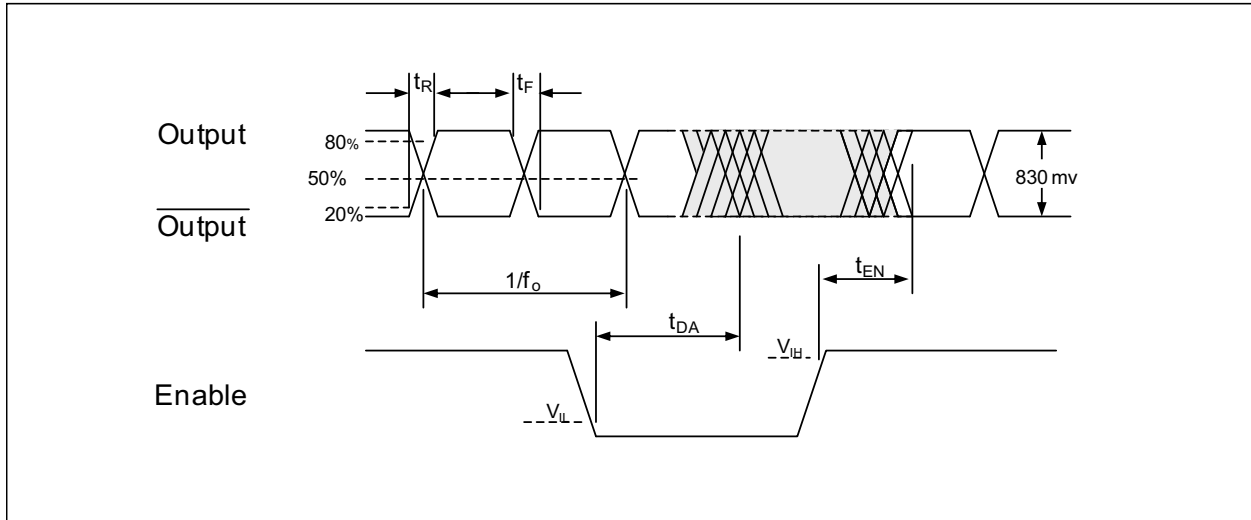 tR
tF
Output
80%
50%
830 mv
20%
Output
tEN
1/fo
tDA
VIH
Enable
VIL